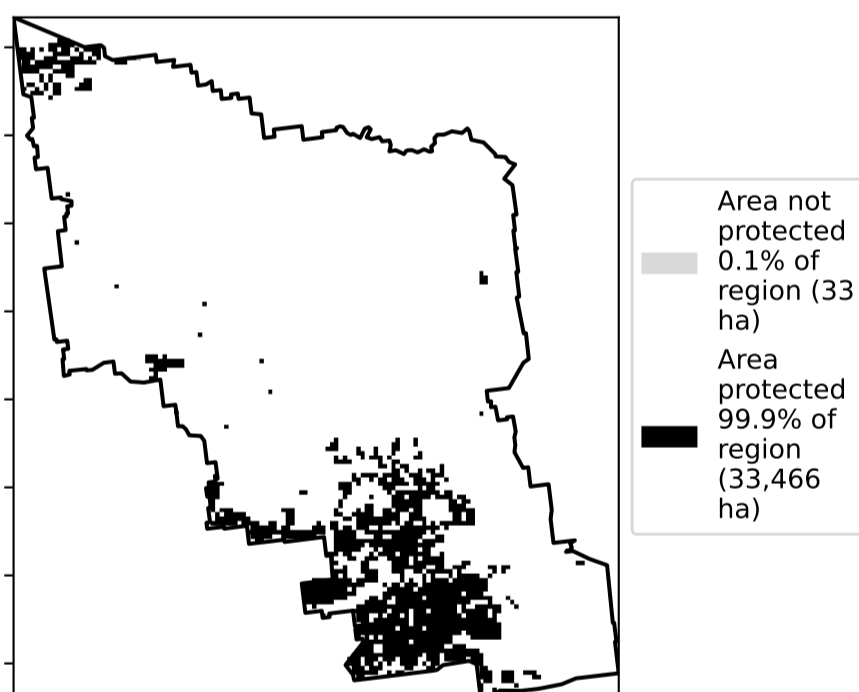 Area not
protected
0.1% of
region (33
ha)
Area
protected
99.9% of
region
(33,466
ha)